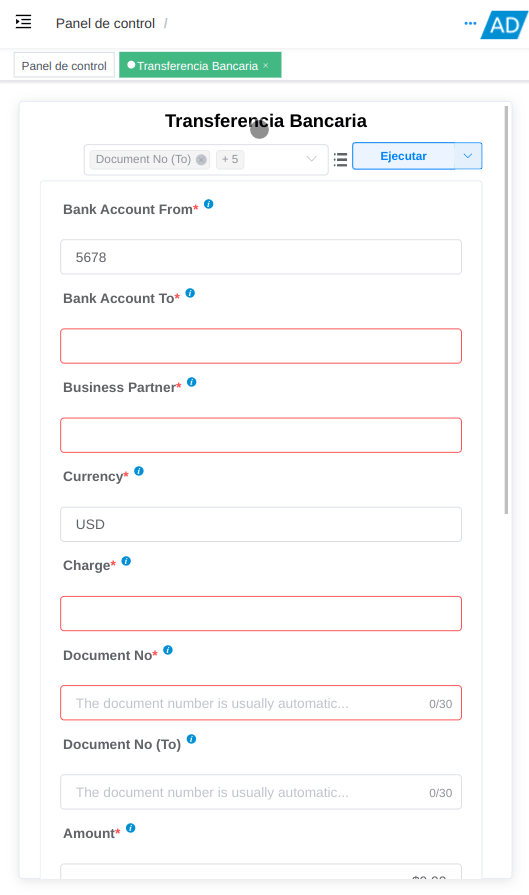 Panel de control /
AD
Panel de control
Transferencia Bancaria ×
Transferencia Bancaria
Document No (To) + 5
Ejecutar
Bank Account From*
5678
Bank Account To*
Business Partner*
Currency*
USD
Charge*
Document No*
The document number is usually automatic... 0/30
Document No (To)
The document number is usually automatic... 0/30
Amount*